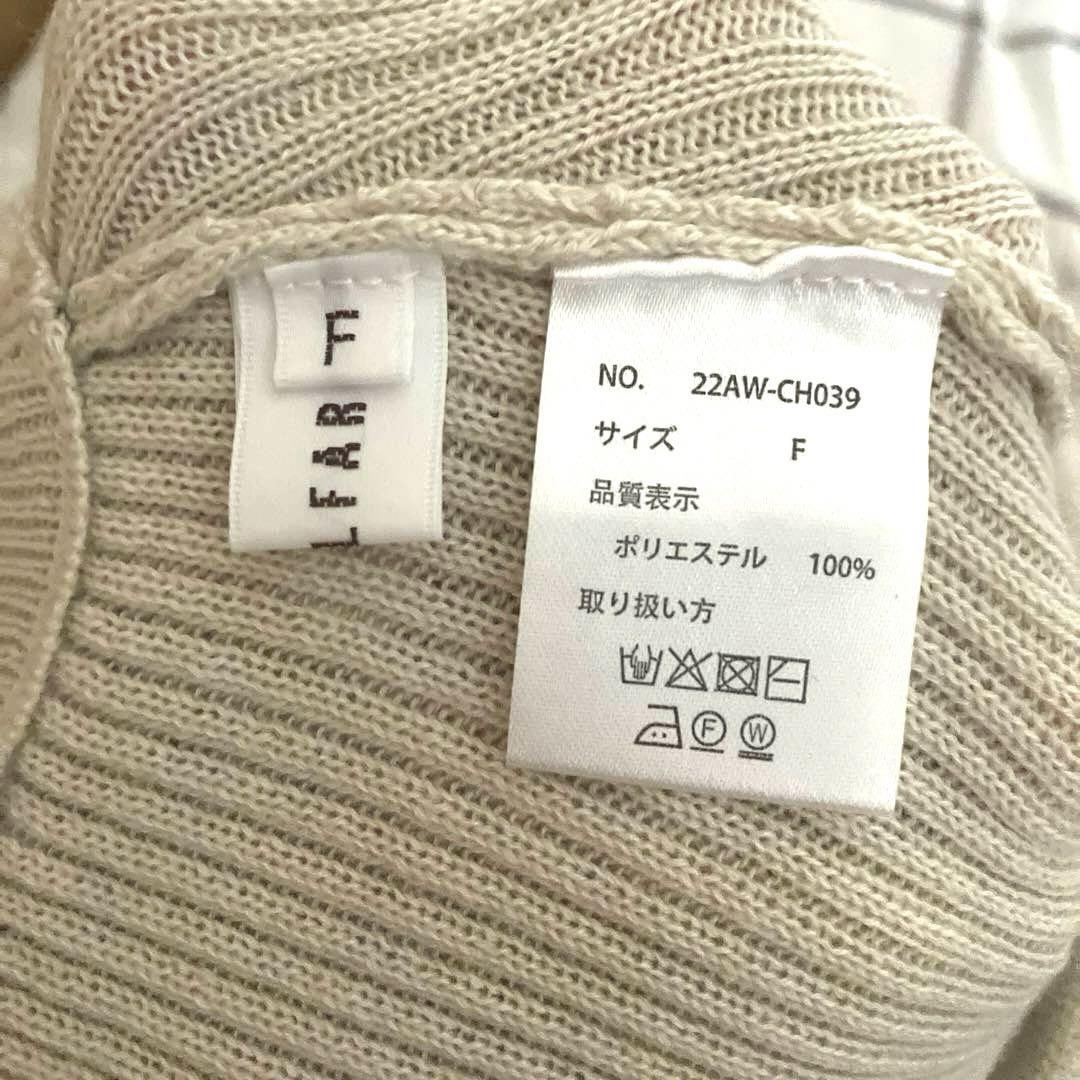 F
LFAR
NO. 22AW-CH039
サイズ F
品質表示
ポリエステル 100%
取り扱い方
F W